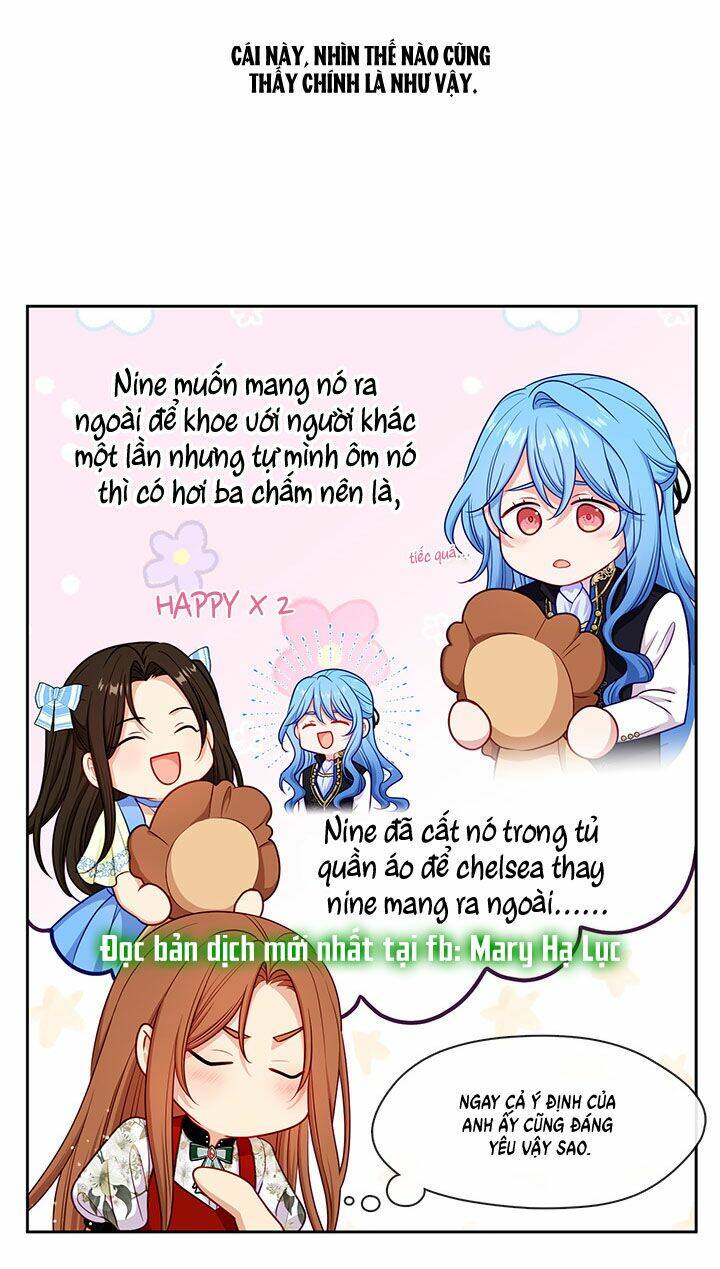 CÁI NÀY, NHÌN THẾ NÀO CŨNG
THẤY CHÍNH LÀ NHƯ VẬY.
Nine muốn mang nó ra
ngoài để khoe với người khác
một lần nhưng tự mình ôm nó
thì có hơi ba chấm nên là,
tiếc quá...
HAPPY x 2
Nine đã cất nó trong tủ
quần áo để chelsea thay
nine mang ra ngoài......
Đọc bản dịch mới nhất tại fb: Mary Hạ Lục
NGAY CẢ Ý ĐỊNH CỦA
ANH ẤY CŨNG ĐÁNG
YÊU VẬY SAO.